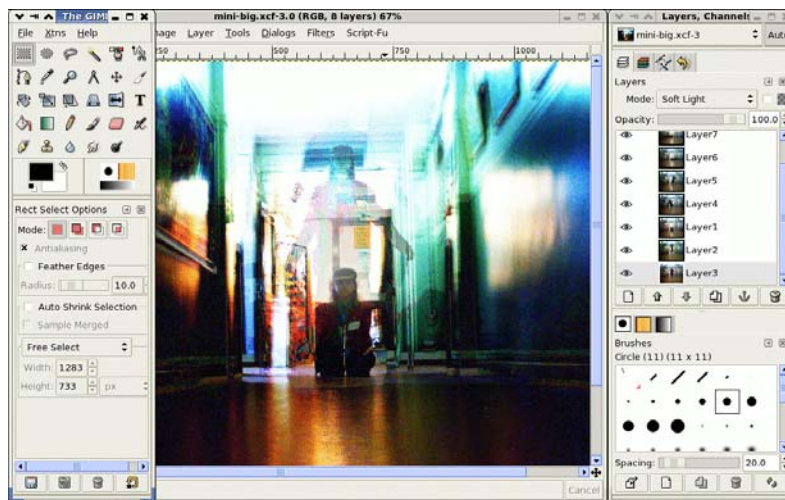 The GIM
File Xtns Help
Rect Select Options
Mode:
Antialiasing
Feather Edges
Radius: 10.0
Auto Shrink Selection
Sample Merged
Free Select
Width: 1283
Height: 733 px
mini-big.xcf-3.0 (RGB, 8 layers) 67%
age Layer Tools Dialogs Filters Script-Fu
250 500 750 1000
Cancel
Layers, Channels
mini-big.xcf-3 Aut
Layers
Mode: Soft Light
Opacity: 100.0
Layer7
Layer6
Layer5
Layer4
Layer1
Layer2
Layer3
Brushes
Circle (11) (11 x 11)
Spacing: 20.0